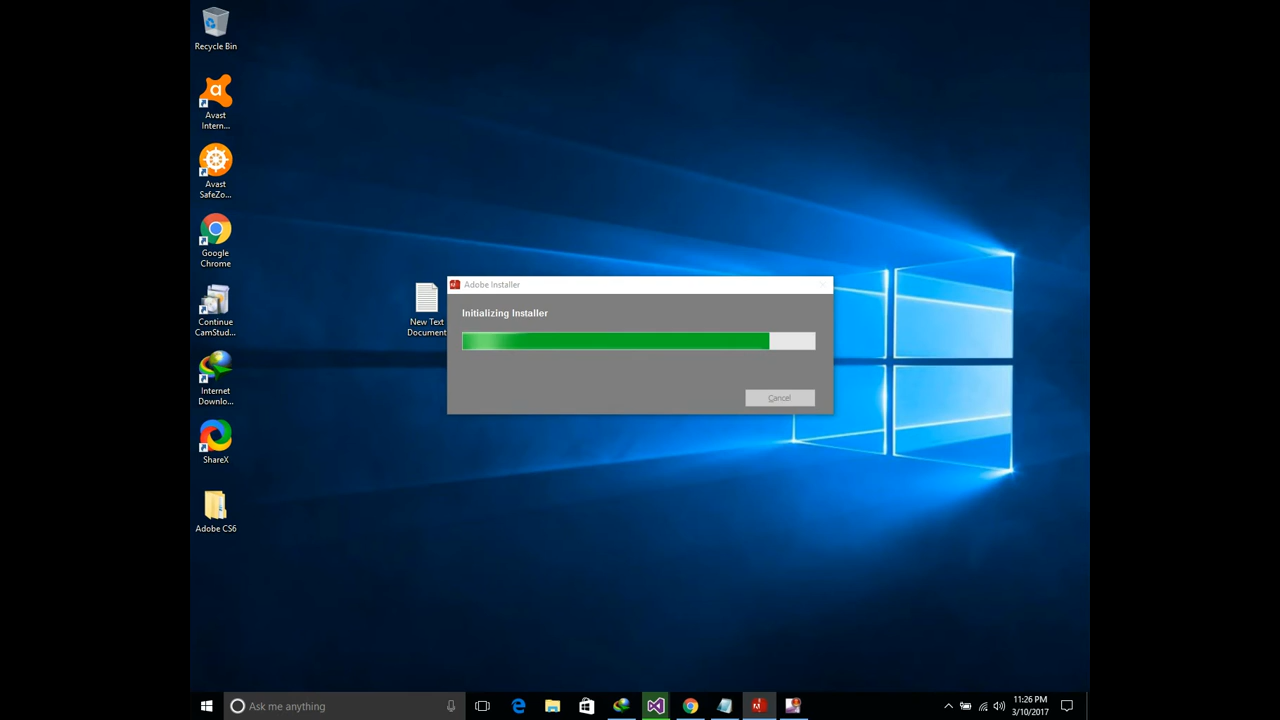 Recycle Bin
Avast
Intern...
Avast
SafeZo...
Google
Chrome
Continue
CamStud...
Internet
Downlo...
ShareX
Adobe CS6
New Text
Document
Adobe Installer
Initializing Installer
Cancel
Ask me anything
11:26 PM
3/10/2017